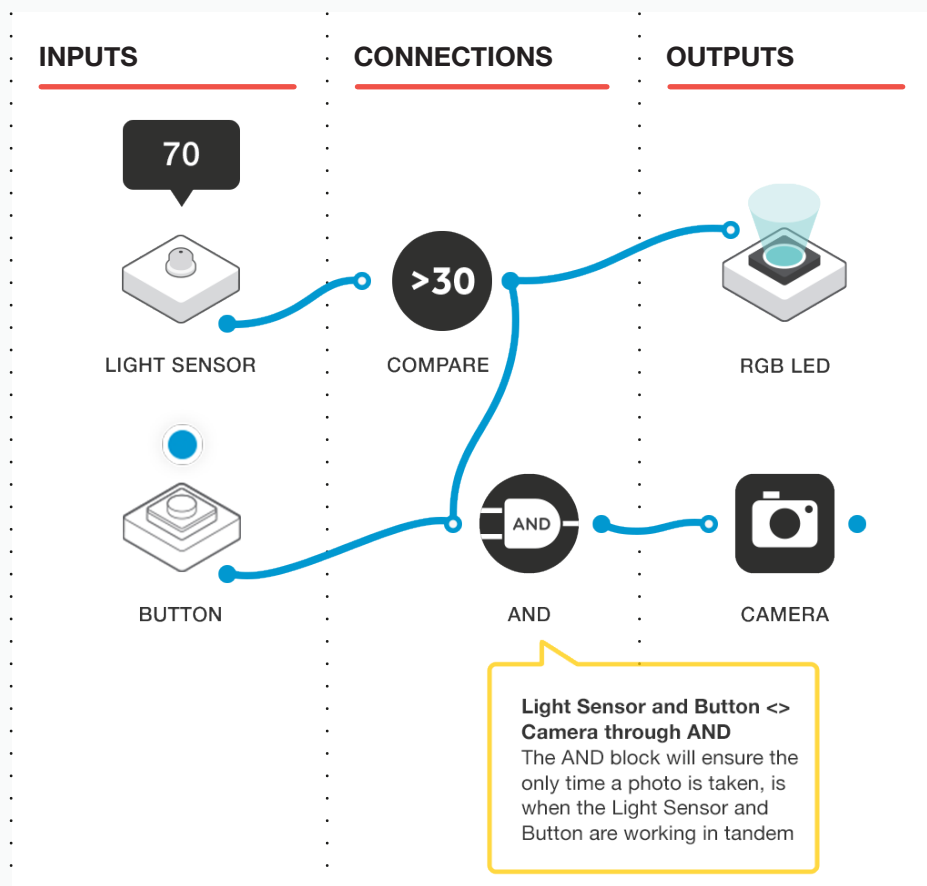 INPUTS
CONNECTIONS
OUTPUTS
70
>30
LIGHT SENSOR
COMPARE
RGB LED
AND
BUTTON
AND
CAMERA
Light Sensor and Button <>
Camera through AND
The AND block will ensure the
only time a photo is taken, is
when the Light Sensor and
Button are working in tandem